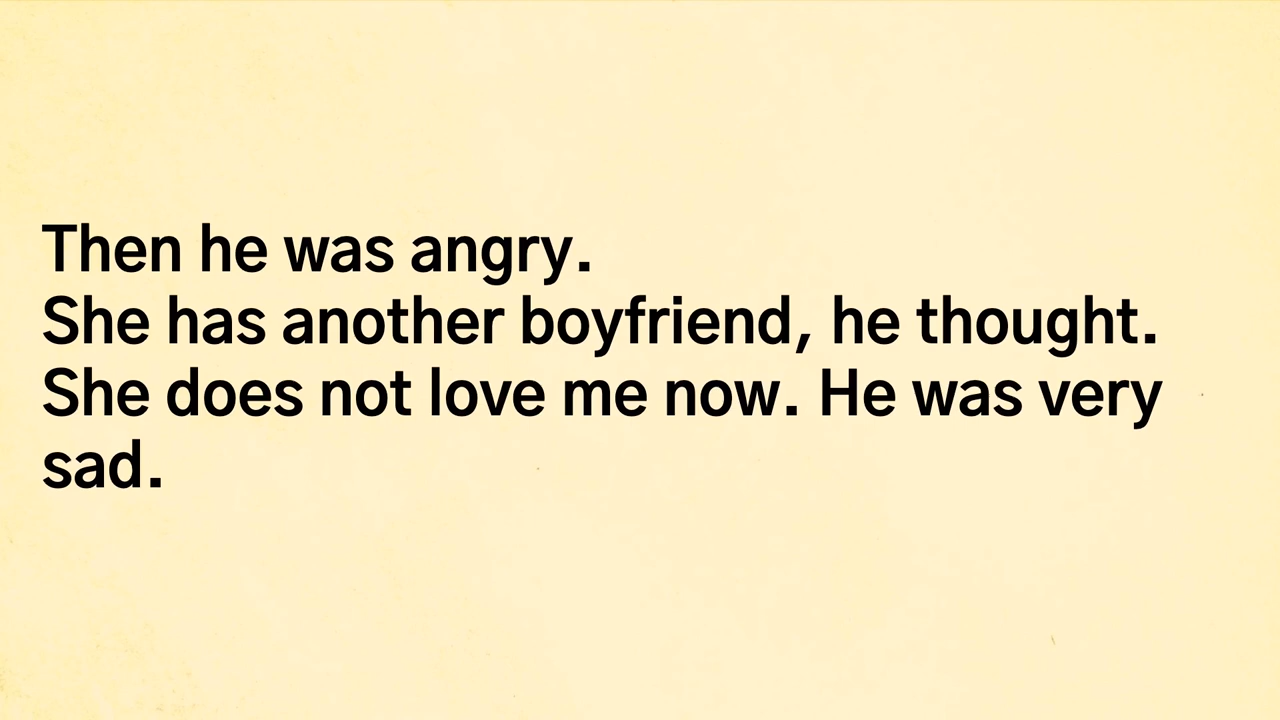 Then he was angry.
She has another boyfriend, he thought.
She does not love me now. He was very
sad.